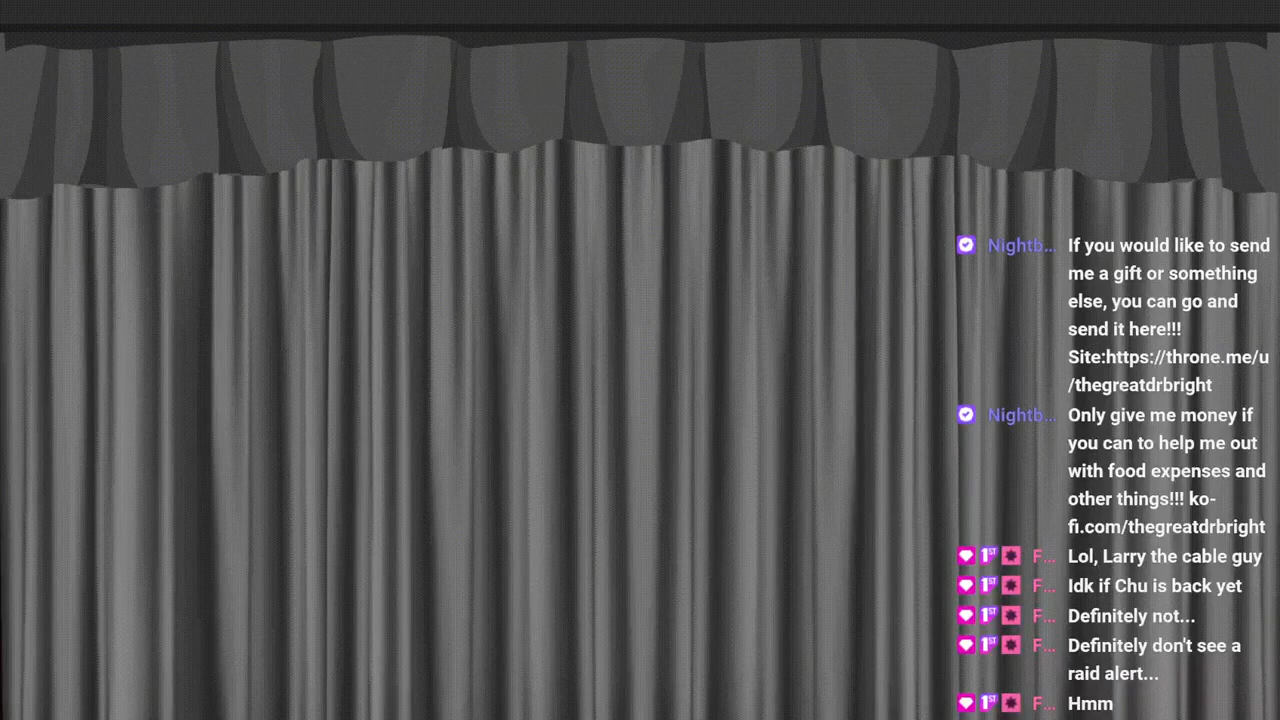 Nightb... If you would like to send
me a gift or something
else, you can go and
send it here!!!
Site:https://throne.me/u
/thegreatdrbright
Nightb... Only give me money if
you can to help me out
with food expenses and
other things!!! ko-
fi.com/thegreatdrbright
1ST F... Lol, Larry the cable guy
1ST F... Idk if Chu is back yet
1ST F... Definitely not...
1ST F... Definitely don't see a
raid alert...
1ST F... Hmm